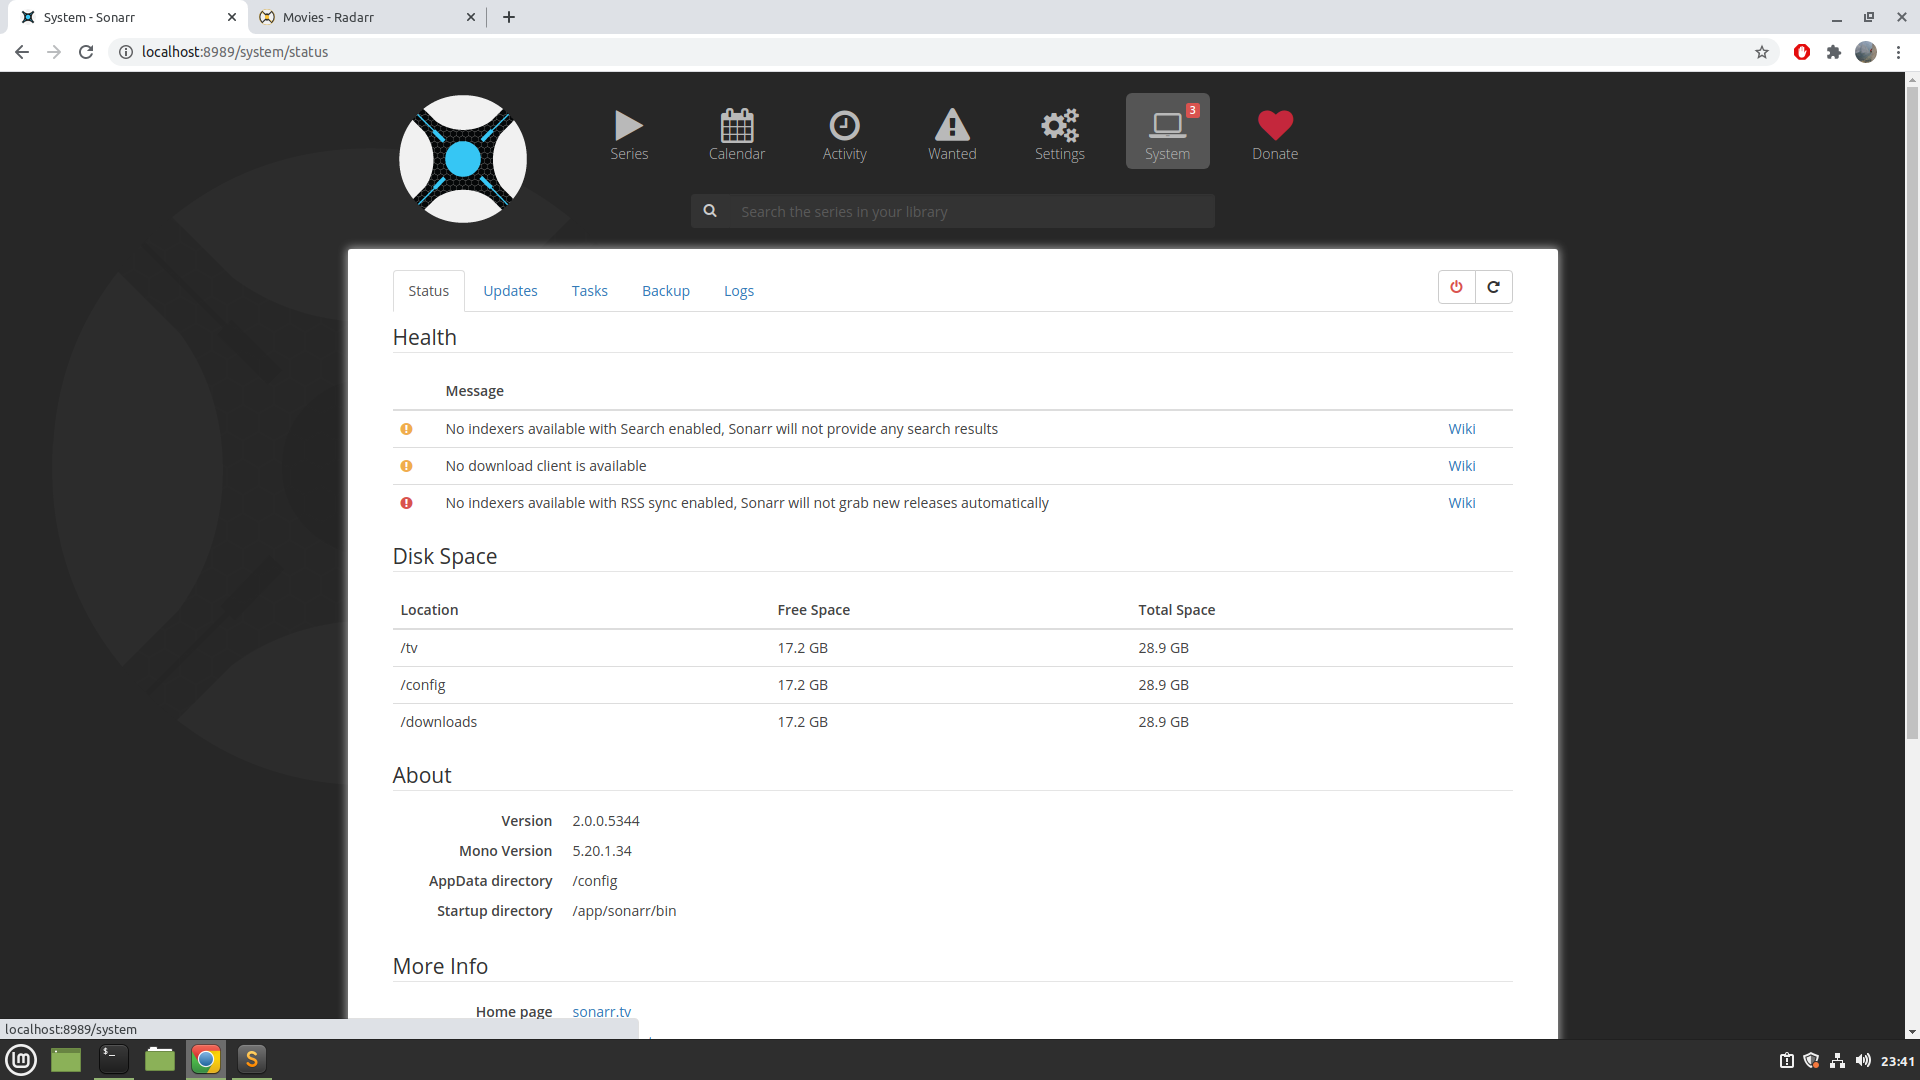 System - Sonarr
Movies - Radarr
localhost:8989/system/status
Series
Calendar
Activity
Wanted
Settings
3
System
Donate
Search the series in your library
Status
Updates
Tasks
Backup
Logs
Health
Message
No indexers available with Search enabled, Sonarr will not provide any search results Wiki
No download client is available Wiki
No indexers available with RSS sync enabled, Sonarr will not grab new releases automatically Wiki
Disk Space
Location Free Space Total Space
/tv 17.2 GB 28.9 GB
/config 17.2 GB 28.9 GB
/downloads 17.2 GB 28.9 GB
About
Version 2.0.0.5344
Mono Version 5.20.1.34
AppData directory /config
Startup directory /app/sonarr/bin
More Info
Home page sonarr.tv
localhost:8989/system
23:41